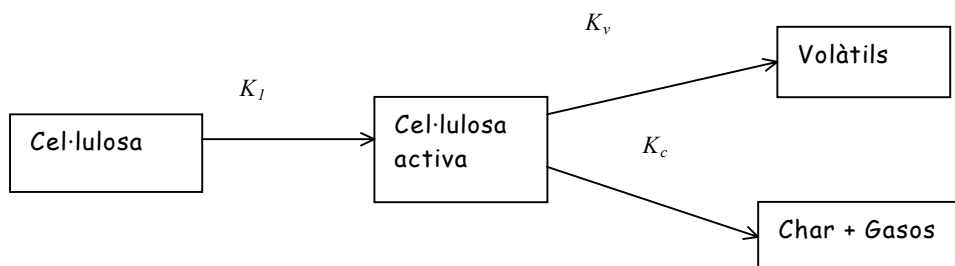 K_v
Volàtils
K_1
Cel·lulosa
Cel·lulosa
activa
K_c
Char + Gasos